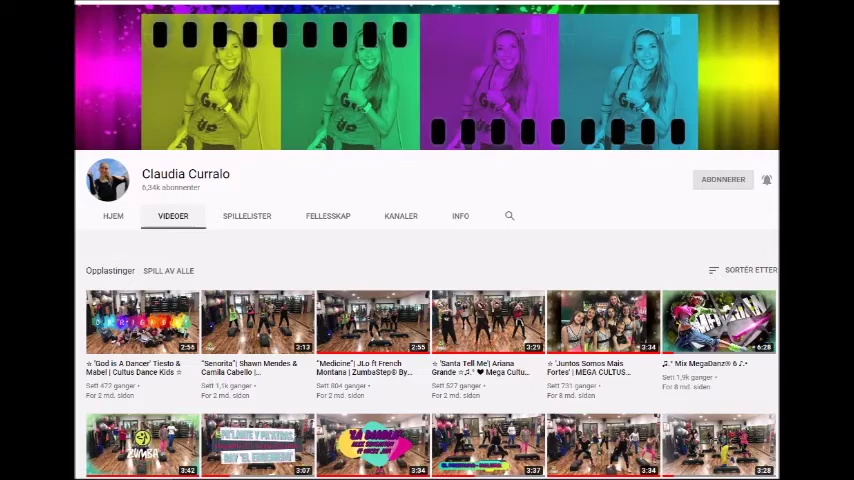 Claudia Curralo
6,34k abonnenter
ABONNERER
HJEM VIDEOER SPILLELISTER FELLESSKAP KANALER INFO
Opplastinger SPILL AV ALLE SORTÉR ETTER
2:56 3:13 2:55 3:29 3:34 6:28
☆ 'God is A Dancer' Tiesto & Mabel | Cultus Dance Kids ☆
Sett 472 ganger •
For 2 md. siden
"Senorita"| Shawn Mendes & Camila Cabello |...
Sett 1,1k ganger •
For 2 md. siden
"Medicine"| JLo ft French Montana | ZumbaStep® By...
Sett 804 ganger •
For 2 md. siden
☆ 'Santa Tell Me'| Ariana Grande ☆♫.° ♥ Mega Cultu...
Sett 527 ganger •
For 2 md. siden
☆ 'Juntos Somos Mais Fortes' | MEGA CULTUS...
Sett 731 ganger •
For 8 md. siden
♫.° Mix MegaDanz® 6 ♪.•
Sett 1,9k ganger •
For 8 md. siden
ZUMBA
3:42 3:07 3:34 3:37 3:34 3:28